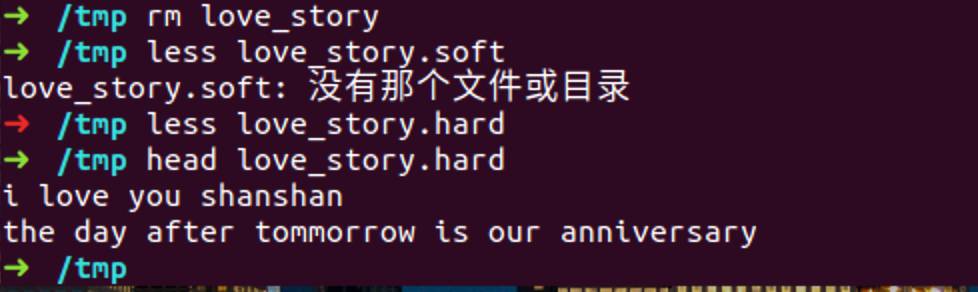 ➜ /tmp rm love_story
➜ /tmp less love_story.soft
love_story.soft: 没有那个文件或目录
➜ /tmp less love_story.hard
➜ /tmp head love_story.hard
i love you shanshan
the day after tommorrow is our anniversary
➜ /tmp